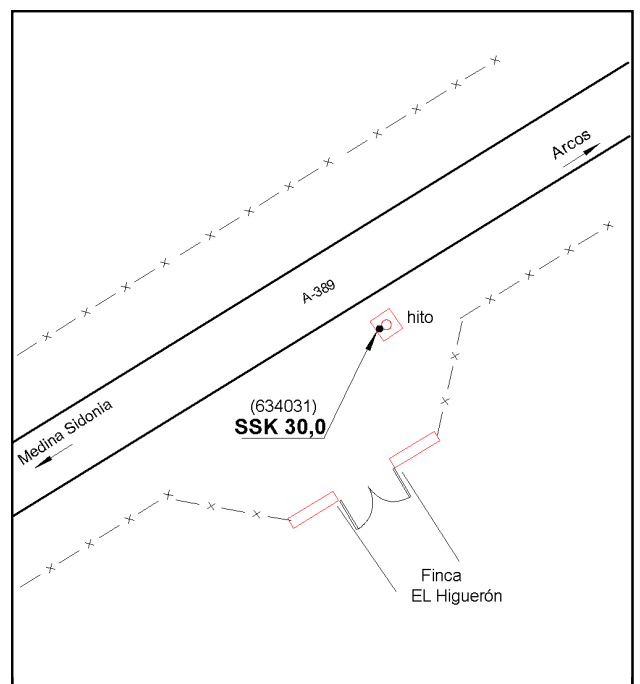 Arcos
A-389
hito
(634031)
SSK 30,0
Medina Sidonia
Finca
EL Higuerón